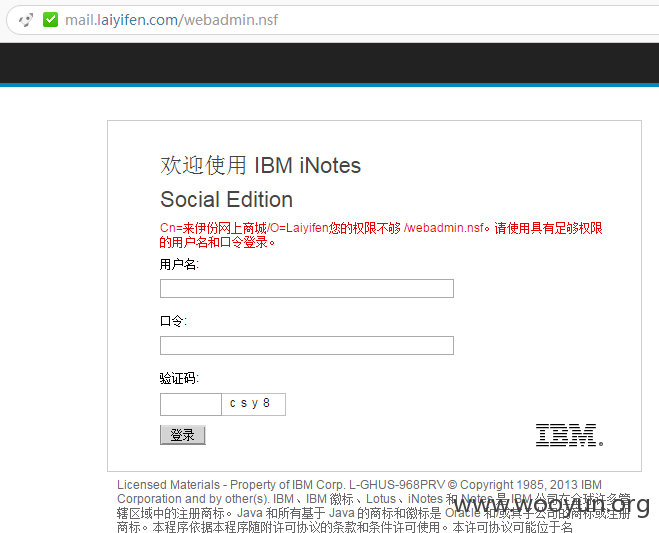 mail.laiyifen.com/webadmin.nsf
欢迎使用 IBM iNotes
Social Edition
Cn=来伊份网上商城/O=Laiyifen您的权限不够 /webadmin.nsf。请使用具有足够权限
的用户名和口令登录。
用户名:
口令:
验证码:
csy8
登录
IBM.
Licensed Materials - Property of IBM Corp. L-GHUS-968PRV © Copyright 1985, 2013 IBM
Corporation and by other(s). IBM、IBM 徽标、Lotus、iNotes 和 Notes 是 IBM 公司在全球许多管
辖区域中的注册商标。Java 和所有基于 Java 的商标和徽标是 Oracle 和/或其子公司的商标或注册
商标。本程序依据本程序随附许可协议的条款和条件许可使用。本许可协议可能位于名
www.wooyun.org